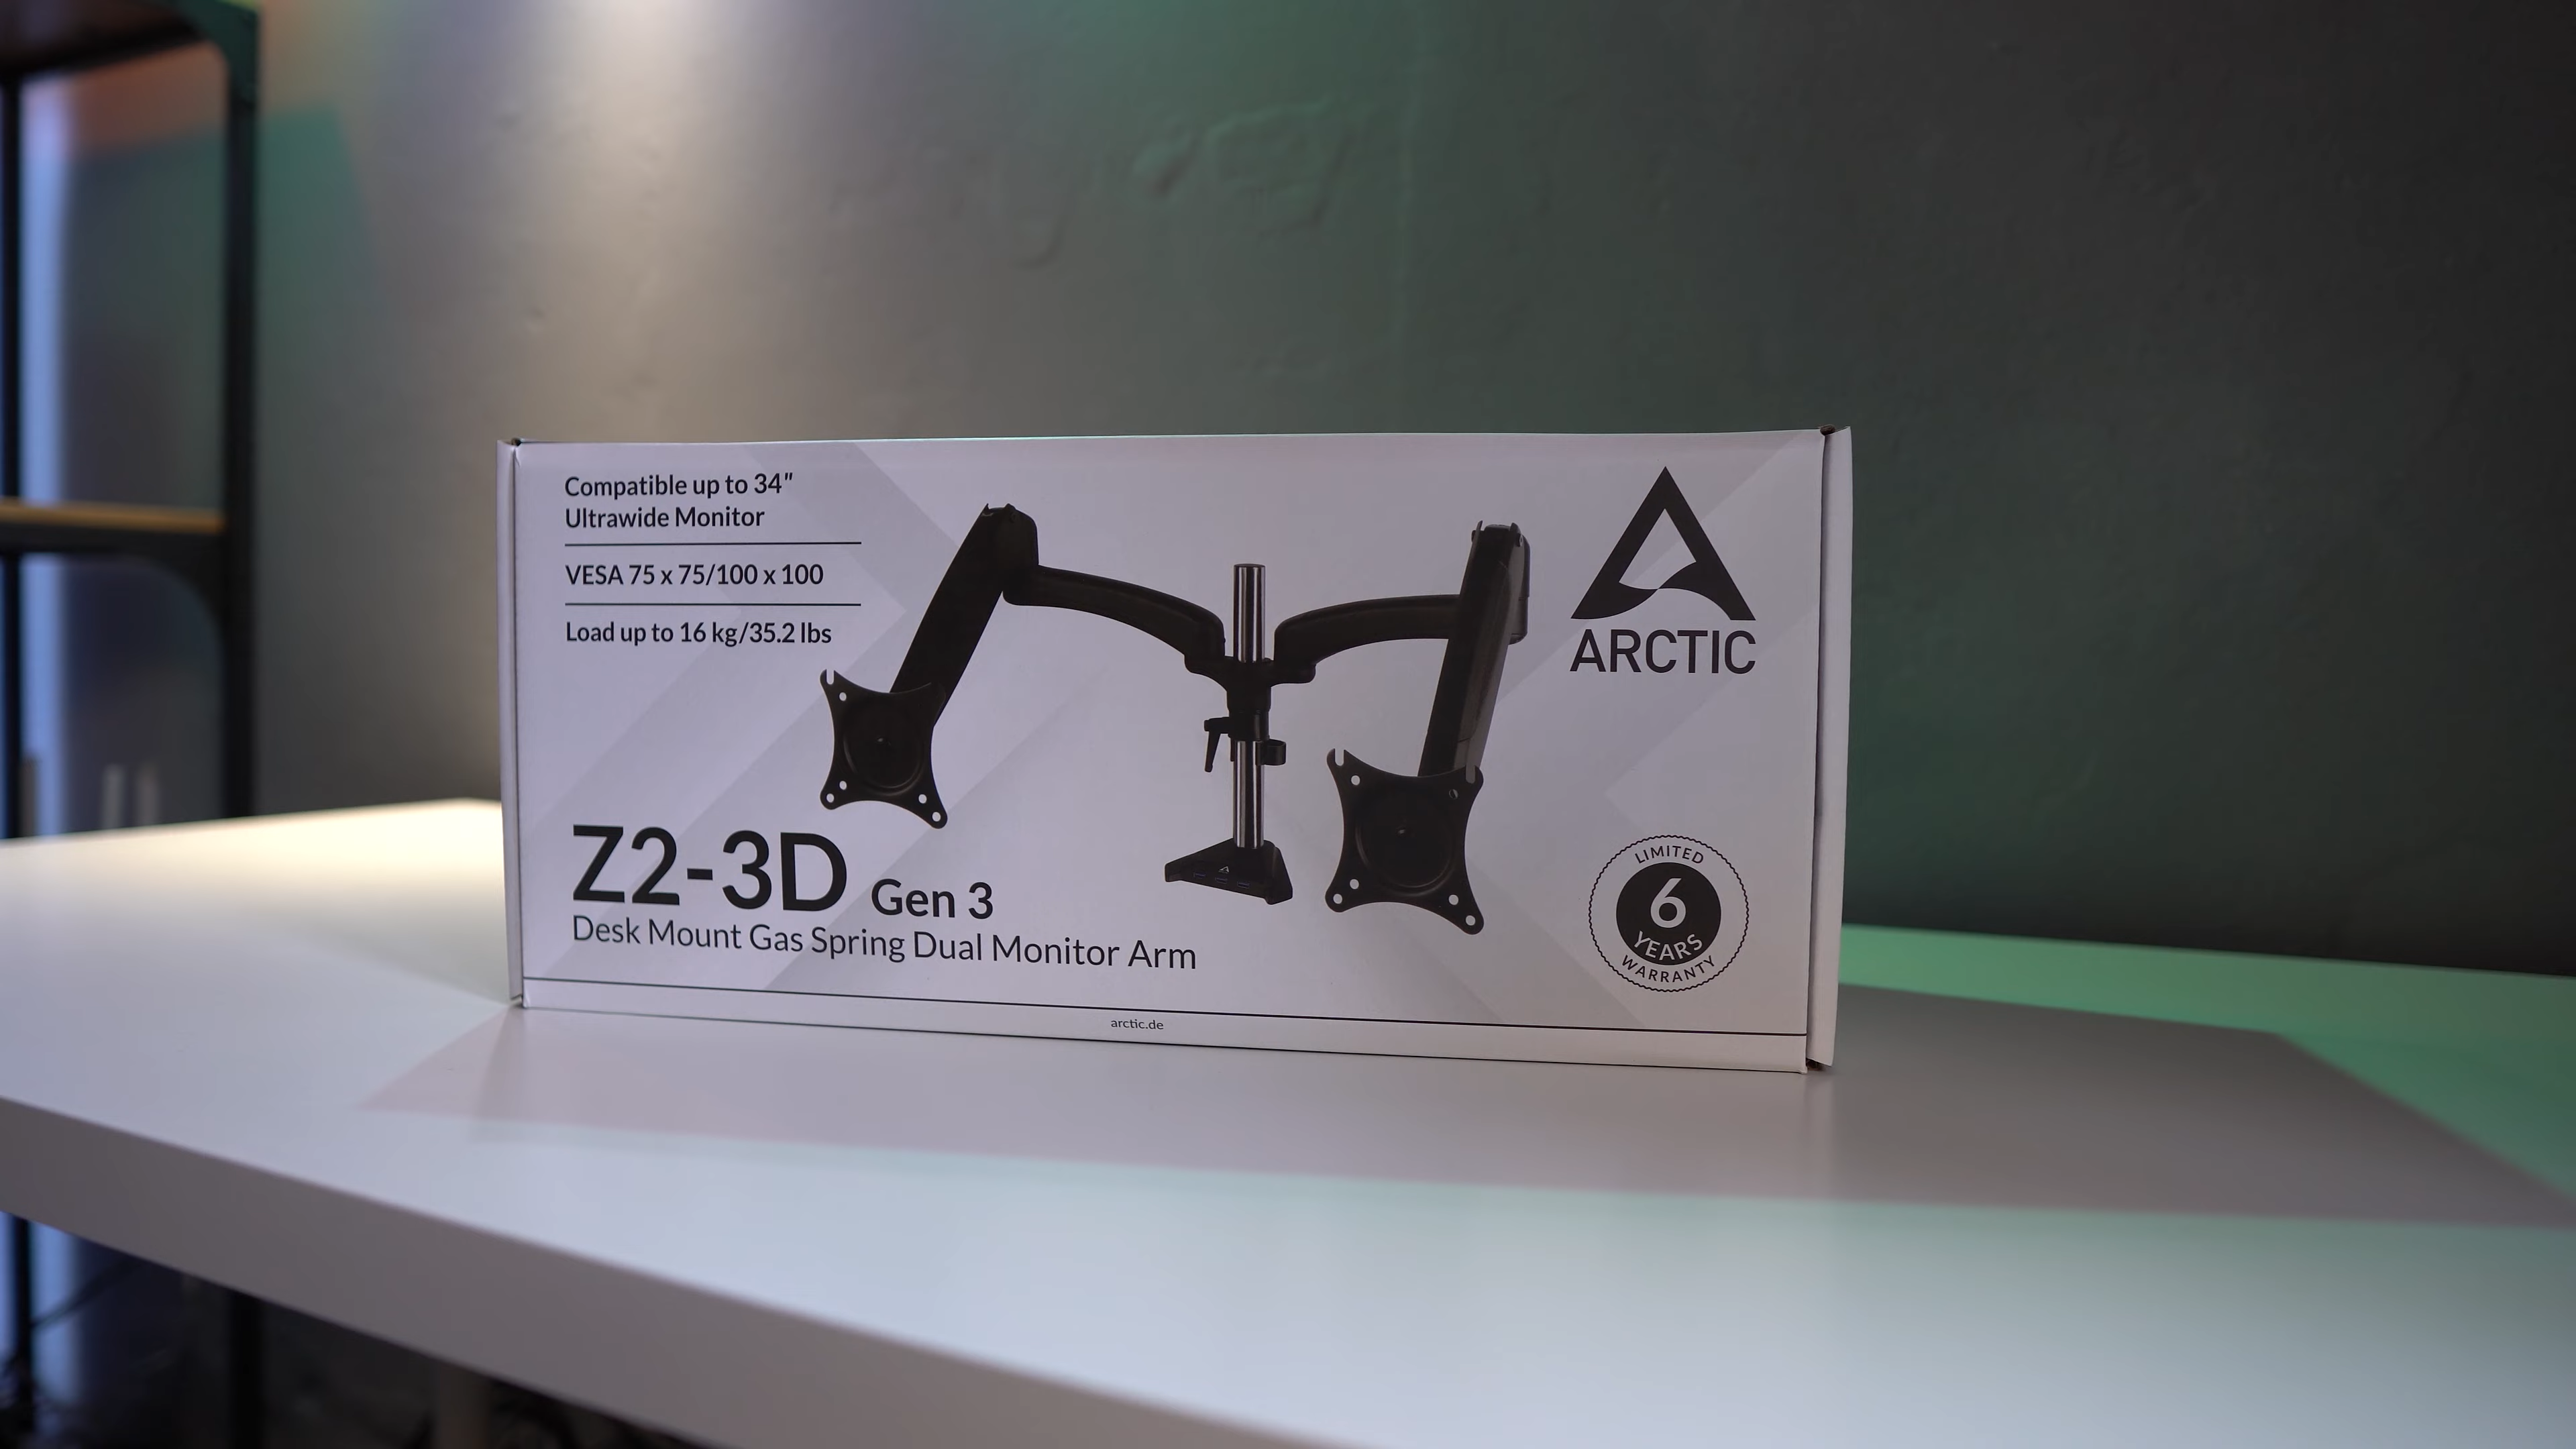 Compatible up to 34"
Ultrawide Monitor
VESA 75 x 75/100 x 100
Load up to 16 kg/35.2 lbs
ARCTIC
Z2-3D Gen 3
Desk Mount Gas Spring Dual Monitor Arm
LIMITED
6
YEARS
WARRANTY
arctic.de